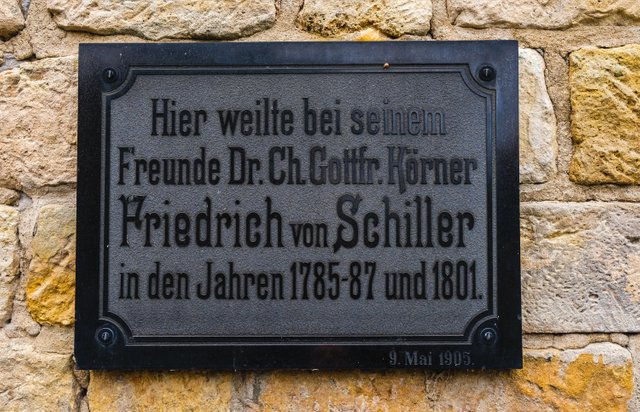 Hier weilte bei seinem
Freunde Dr. Ch. Gottfr. Körner
Friedrich von Schiller
in den Jahren 1785-87 und 1801.
9. Mai 1905.